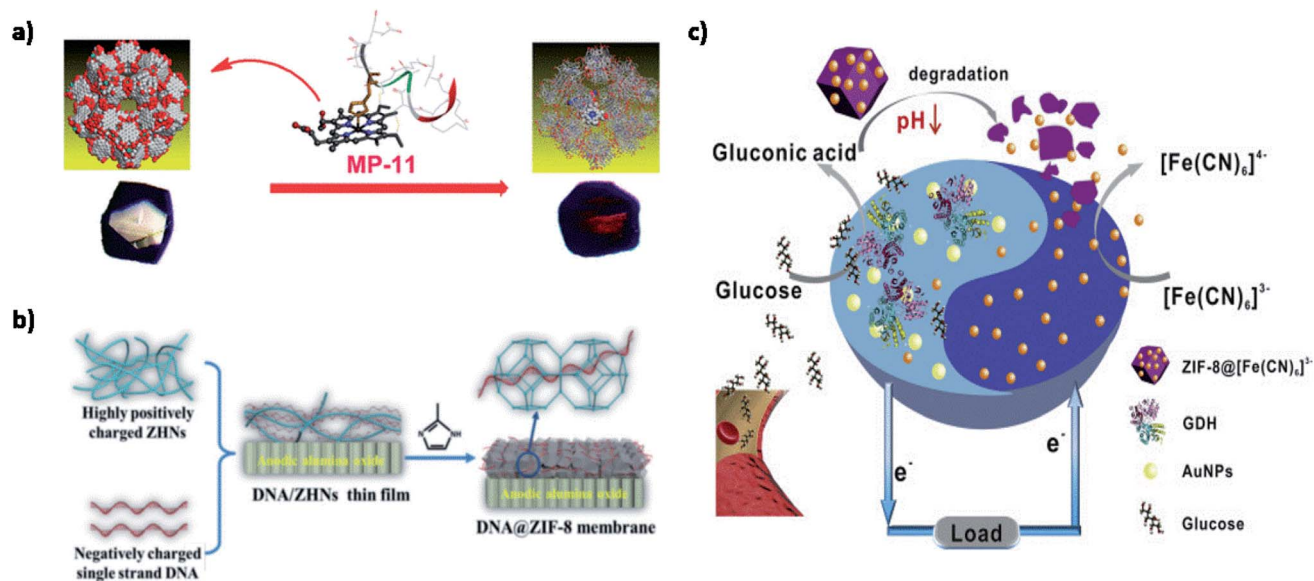 a)
MP-11
b)
Highly positively
charged ZHNs
Negatively charged
single strand DNA
Anodic alumina oxide
DNA/ZHNs thin film
N
NH
Anodic alumina oxide
DNA@ZIF-8 membrane
c)
degradation
pH↓
Gluconic acid
[Fe(CN)₆]⁴⁻
Glucose
[Fe(CN)₆]³⁻
ZIF-8@[Fe(CN)₆]³⁻
GDH
AuNPs
Glucose
e⁻
e⁻
Load